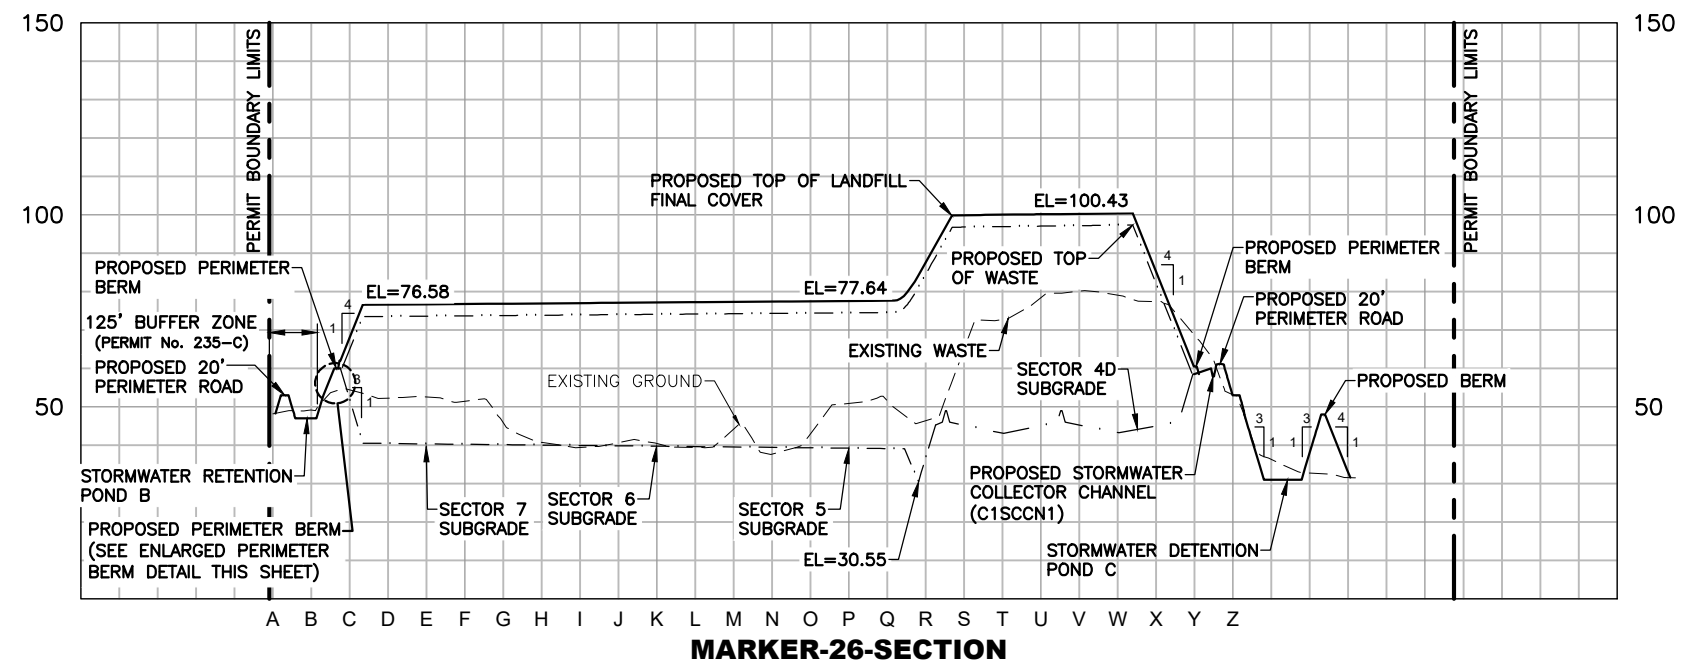 150
150
PERMIT BOUNDARY LIMITS
PERMIT BOUNDARY LIMITS
PROPOSED TOP OF LANDFILL
FINAL COVER
EL=100.43
100
100
PROPOSED PERIMETER
BERM
PROPOSED TOP
OF WASTE
4
1
PROPOSED PERIMETER
BERM
EL=76.58
EL=77.64
4
1
PROPOSED 20'
PERIMETER ROAD
125' BUFFER ZONE
(PERMIT No. 235-C)
EXISTING WASTE
PROPOSED 20'
PERIMETER ROAD
3
1
EXISTING GROUND
SECTOR 4D
SUBGRADE
PROPOSED BERM
50
50
3
1
3
1
4
1
STORMWATER RETENTION
POND B
SECTOR 7
SUBGRADE
SECTOR 6
SUBGRADE
SECTOR 5
SUBGRADE
PROPOSED STORMWATER
COLLECTOR CHANNEL
(C1SCCN1)
PROPOSED PERIMETER BERM
(SEE ENLARGED PERIMETER
BERM DETAIL THIS SHEET)
EL=30.55
STORMWATER DETENTION
POND C
A B C D E F G H I J K L M N O P Q R S T U V W X Y Z
MARKER-26-SECTION